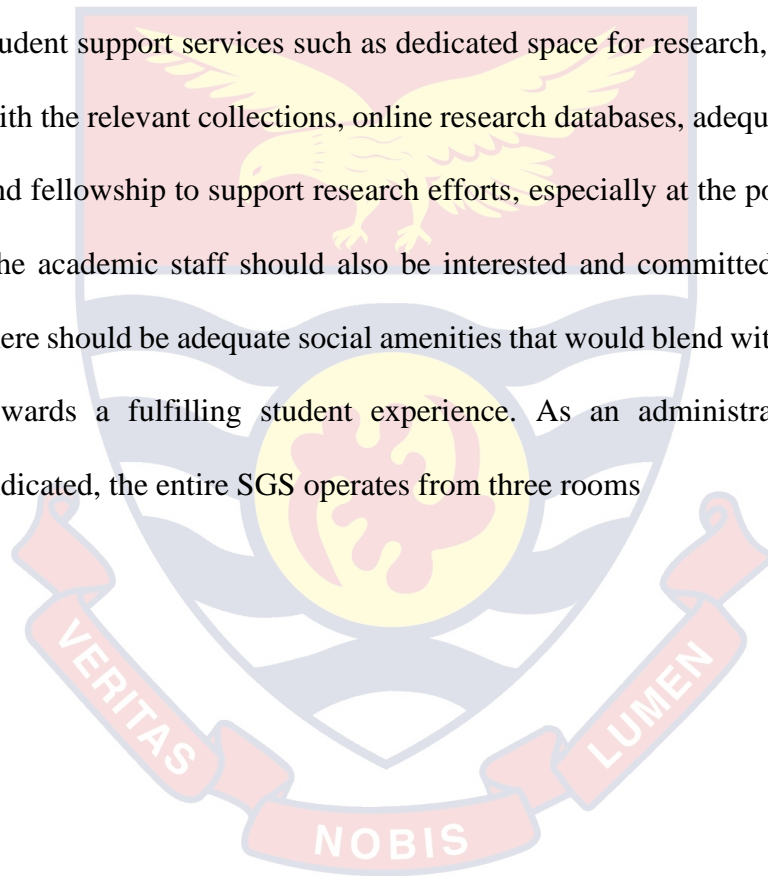 udent support services such as dedicated space for research,
ith the relevant collections, online research databases, adequ
nd fellowship to support research efforts, especially at the po
he academic staff should also be interested and committed
here should be adequate social amenities that would blend wit
wards a fulfilling student experience. As an administra
dicated, the entire SGS operates from three rooms
VERITAS
NOBIS
LUMEN